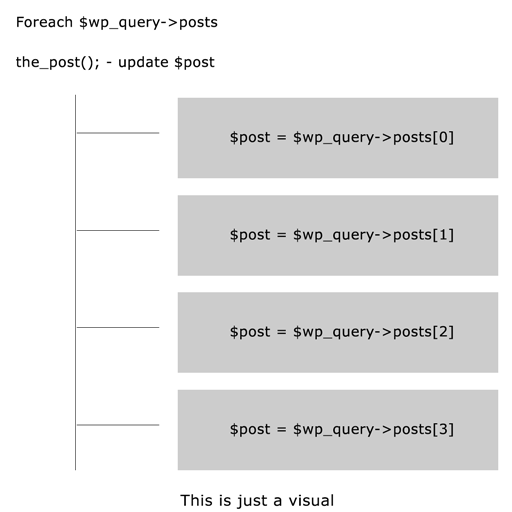 Foreach $wp_query->posts
the_post(); - update $post
$post = $wp_query->posts[0]
$post = $wp_query->posts[1]
$post = $wp_query->posts[2]
$post = $wp_query->posts[3]
This is just a visual